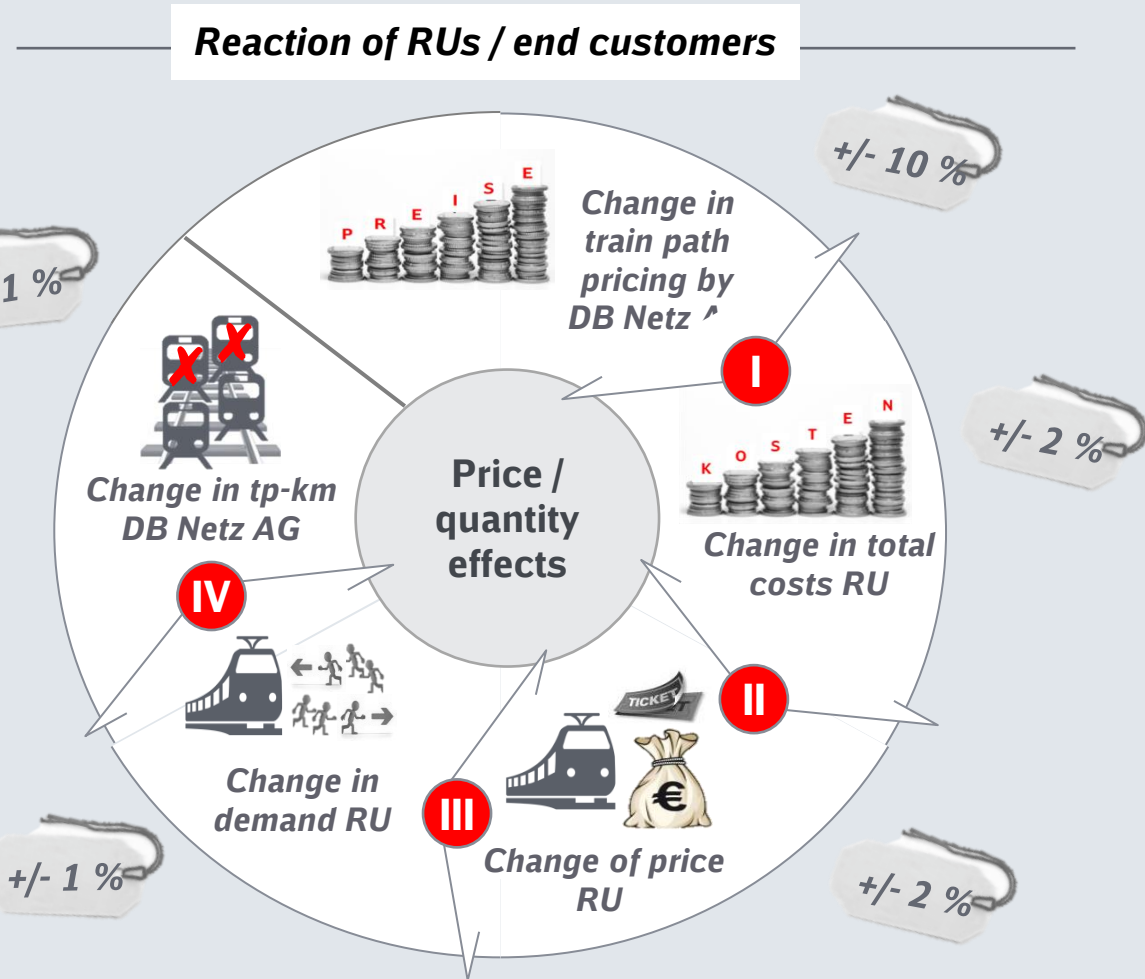 Reaction of RUs / end customers
+/- 10 %
P R E I S E
Change in
train path
pricing by
DB Netz
I
1 %
+/- 2 %
K O S T E N
Change in total
costs RU
Price /
quantity
effects
Change in tp-km
DB Netz AG
IV
II
TICKET
€
Change in
demand RU
III
Change of price
RU
+/- 1 %
+/- 2 %